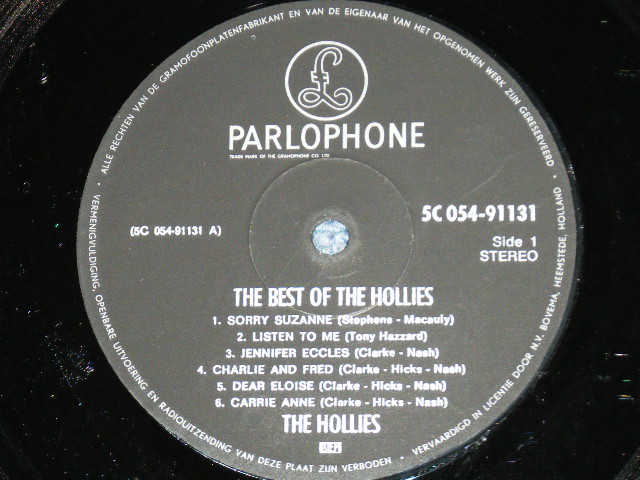 · ALLE RECHTEN VAN DE GRAMOFOONPLATENFABRIKANT EN VAN DE EIGENAAR VAN HET OPGENOMEN WERK ZIJN GERESERVEERD ·
£
PARLOPHONE
TRADE MARK OF THE GRAMOPHONE CO. LTD.
5C 054-91131
(5C 054-91131 A)
Side 1
STEREO
THE BEST OF THE HOLLIES
1. SORRY SUZANNE (Stephens - Macauly)
2. LISTEN TO ME (Tony Hazzard)
3. JENNIFER ECCLES (Clarke - Nash)
4. CHARLIE AND FRED (Clarke - Hicks - Nash)
5. DEAR ELOISE (Clarke - Hicks - Nash)
6. CARRIE ANNE (Clarke - Hicks - Nash)
THE HOLLIES
VERMENIGVULDIGING, OPENBARE UITVOERING EN RADIOUITZENDING VAN DEZE PLAAT ZIJN VERBODEN · VERVAARDIGD IN LICENTIE DOOR N.V. BOVEMA, HEEMSTEDE, HOLLAND